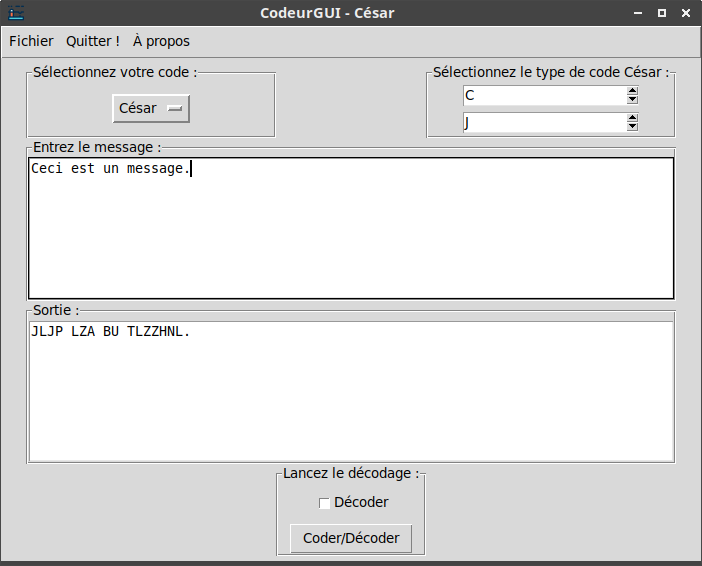 CodeurGUI - César
Fichier Quitter ! À propos
Sélectionnez votre code :
César
Sélectionnez le type de code César :
C
J
Entrez le message :
Ceci est un message.
Sortie :
JLJP LZA BU TLZZHNL.
Lancez le décodage :
Décoder
Coder/Décoder